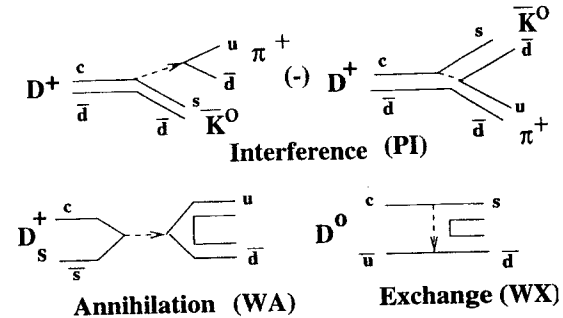 c u π + K̄⁰
D+ d̄ (-) D+ c s d̄
d̄ s K̄⁰ d̄ u π+
Interference (PI)
D+s c s̄ u d̄
D⁰ c ū s d̄
Annihilation (WA)
Exchange (WX)